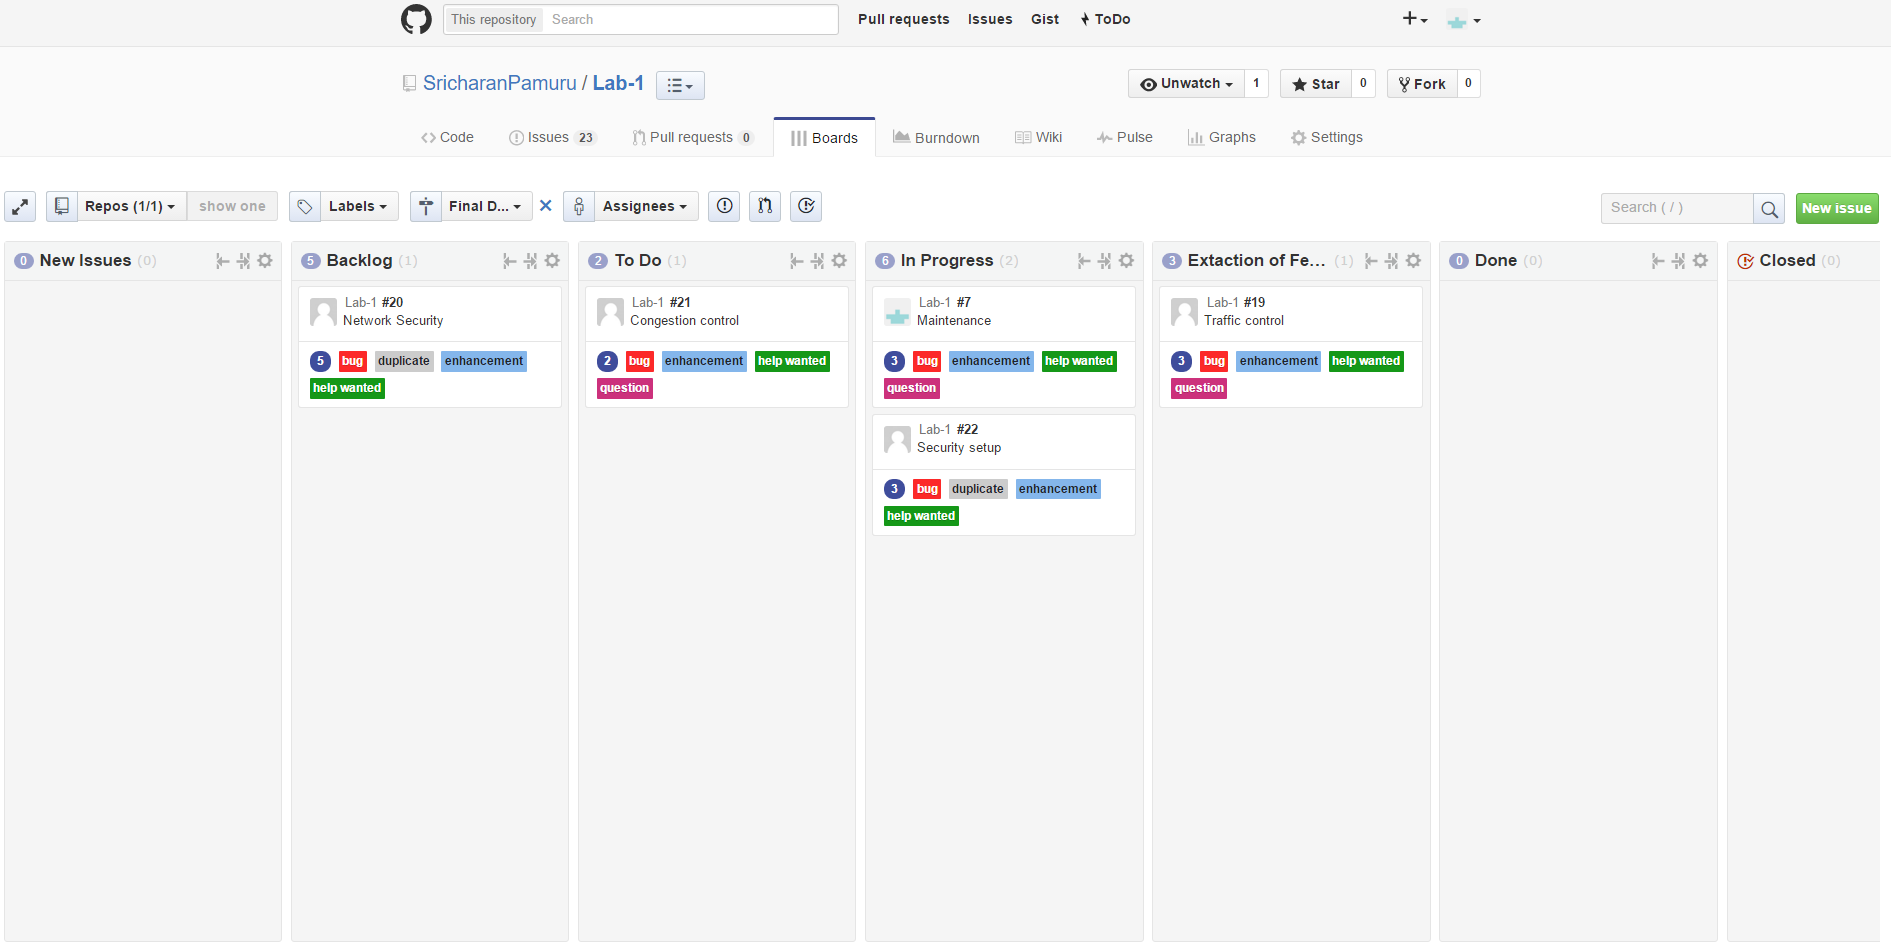 This repository Search Pull requests Issues Gist ToDo
SricharanPamuru / Lab-1 Unwatch 1 Star 0 Fork 0
Code Issues 23 Pull requests 0 Boards Burndown Wiki Pulse Graphs Settings
Repos (1/1) show one Labels Final D... Assignees Search ( / ) New issue
0 New Issues (0) 5 Backlog (1) 2 To Do (1) 6 In Progress (2) 3 Extaction of Fe... (1) 0 Done (0) Closed (0)
Lab-1 #20
Network Security
5 bug duplicate enhancement
help wanted
Lab-1 #21
Congestion control
2 bug enhancement help wanted
question
Lab-1 #7
Maintenance
3 bug enhancement help wanted
question
Lab-1 #22
Security setup
3 bug duplicate enhancement
help wanted
Lab-1 #19
Traffic control
3 bug enhancement help wanted
question